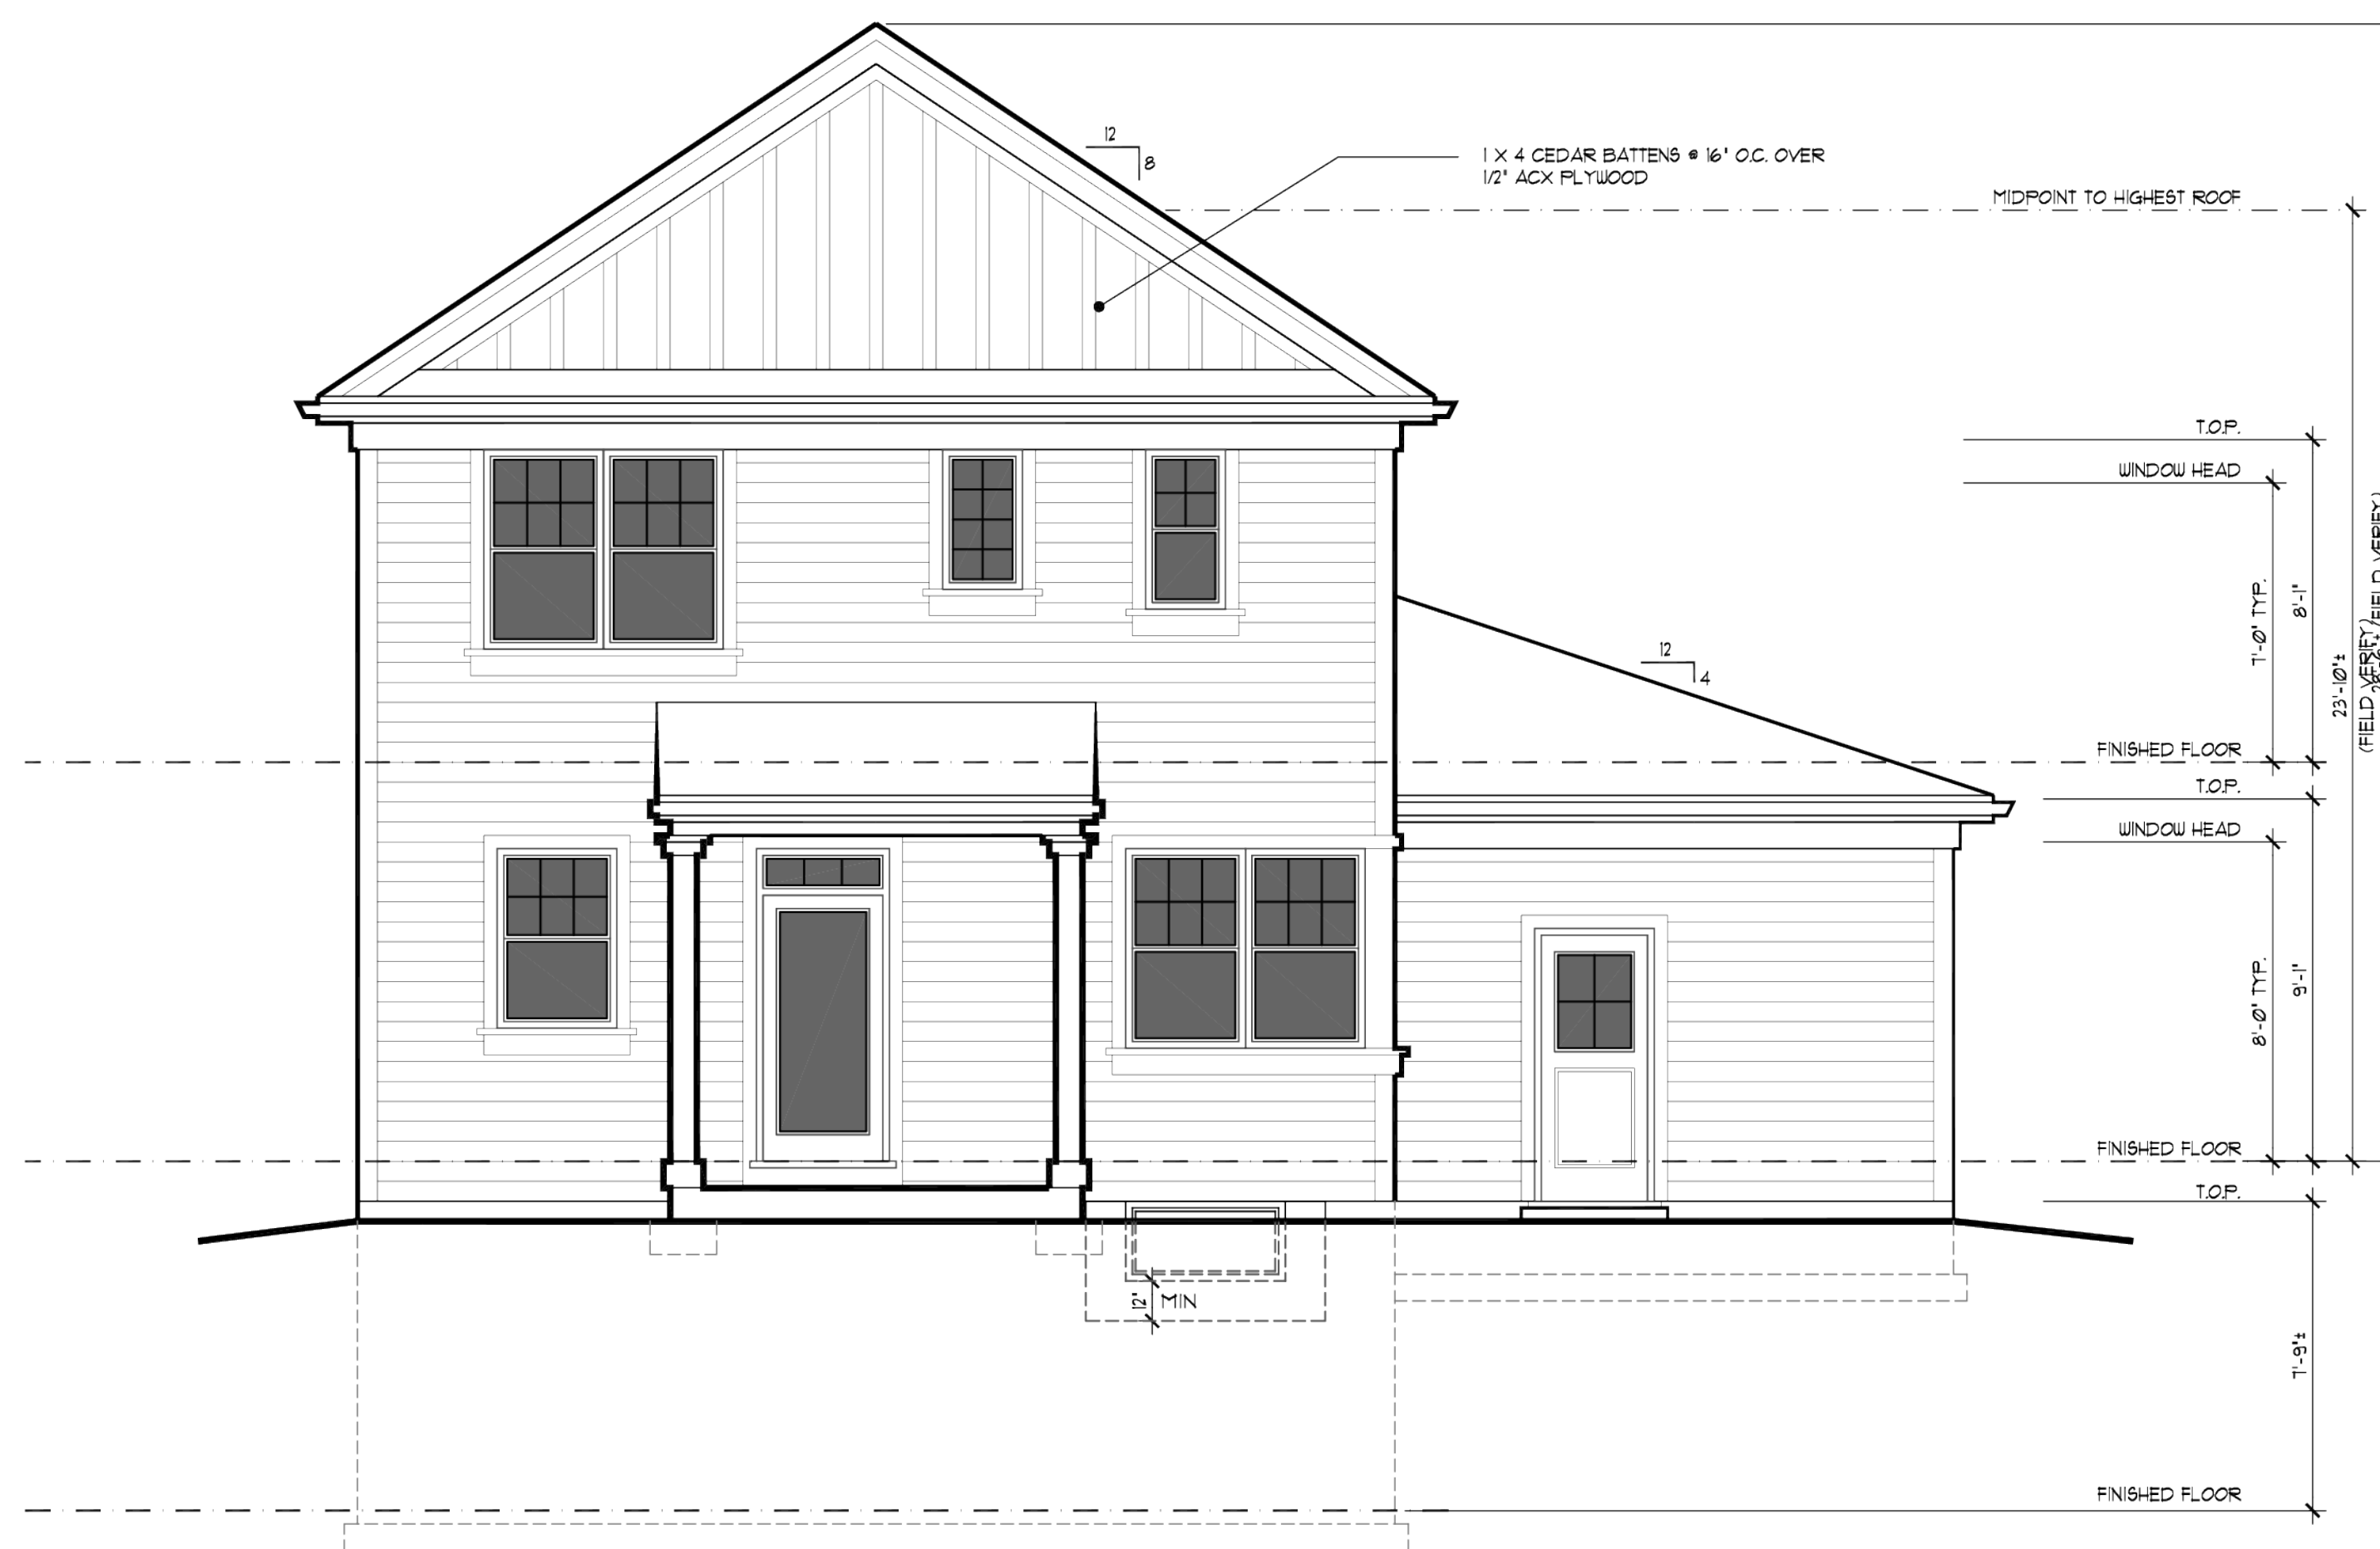 12
8
1 X 4 CEDAR BATTENS @ 16" O.C. OVER
1/2" ACX PLYWOOD
MIDPOINT TO HIGHEST ROOF
T.O.P.
WINDOW HEAD
7'-0" TYP.
8'-1"
23'-10"±
(FIELD VERIFY)
(FIELD VERIFY)
12
4
FINISHED FLOOR
T.O.P.
WINDOW HEAD
8'-0" TYP.
9'-1"
FINISHED FLOOR
T.O.P.
12"
MIN
7'-9"±
FINISHED FLOOR